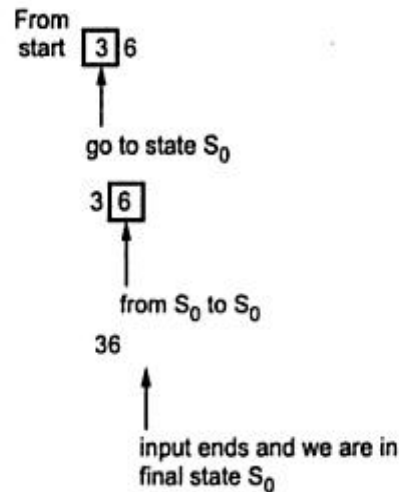 From
start 3 6
go to state S₀
3 6
from S₀ to S₀
36
input ends and we are in
final state S₀